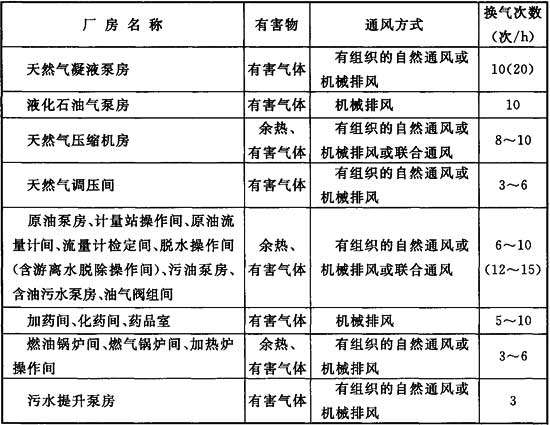 厂房名称 有害物 通风方式 换气次数
(次/h)
天然气凝液泵房 有害气体 有组织的自然通风或
机械排风 10(20)
液化石油气泵房 有害气体 机械排风 10
天然气压缩机房 余热、
有害气体 有组织的自然通风或
机械排风或联合通风 8~10
天然气调压间 有害气体 有组织的自然通风或
机械排风 3~6
原油泵房、计量站操作间、原油流
量计间、流量计检定间、脱水操作间
(含游离水脱除操作间)、污油泵房、
含油污水泵房、油气阀组间 余热、
有害气体 有组织的自然通风或
机械排风或联合通风 6~10
(12~15)
加药间、化药间、药品室 有害气体 机械排风 5~10
燃油锅炉间、燃气锅炉间、加热炉
操作间 余热、
有害气体 有组织的自然通风或
机械排风 3~6
污水提升泵房 有害气体 有组织的自然通风或
机械排风 3